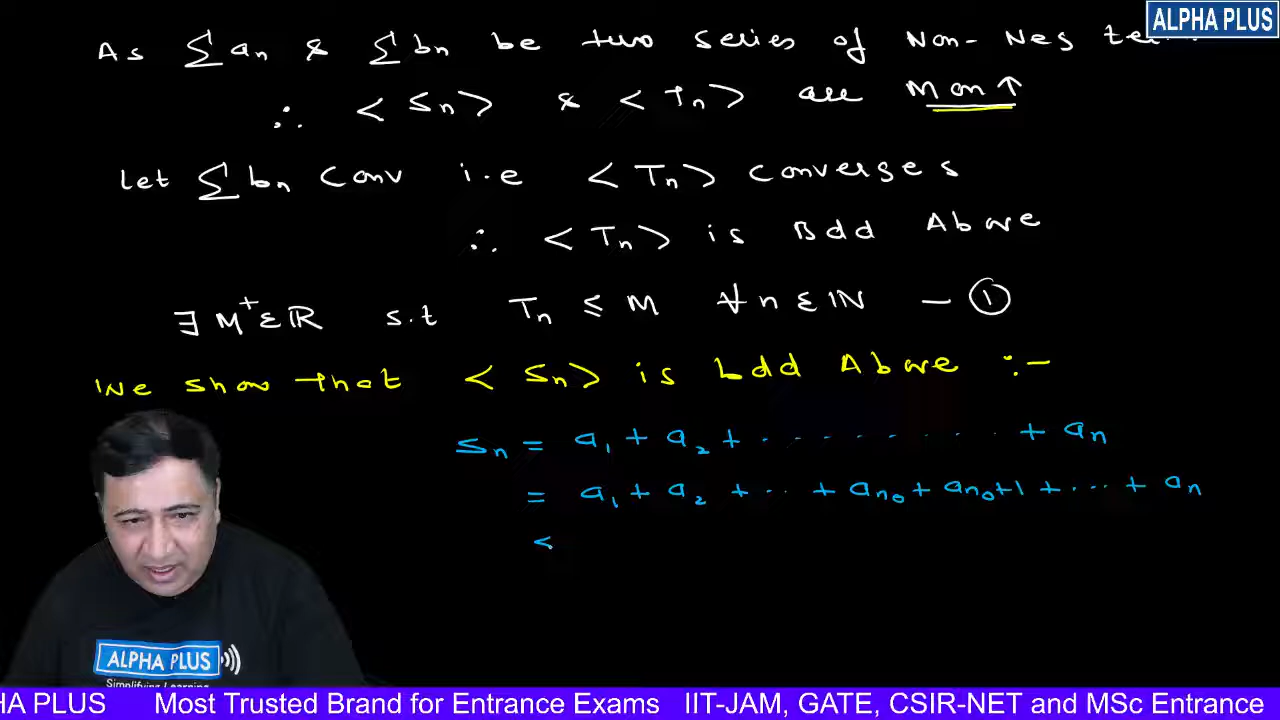 ALPHA PLUS
As ∑an & ∑bn be two series of Non-Neg
∴ <Sn> & <Tn> are Mon↑
Let ∑bn Conv i.e <Tn> converges
∴ <Tn> is Bdd Above
∃ M⁺ ε ℝ s.t Tn ≤ M ∀ n ε ℕ — ①
We show that <Sn> is bdd Above :-
Sn = a₁ + a₂ + .......... + an
= a₁ + a₂ + ... + an₀ + an₀+1 + ... + an
<
ALPHA PLUS
Simplifying Learning
HA PLUS Most Trusted Brand for Entrance Exams IIT-JAM, GATE, CSIR-NET and MSc Entrance